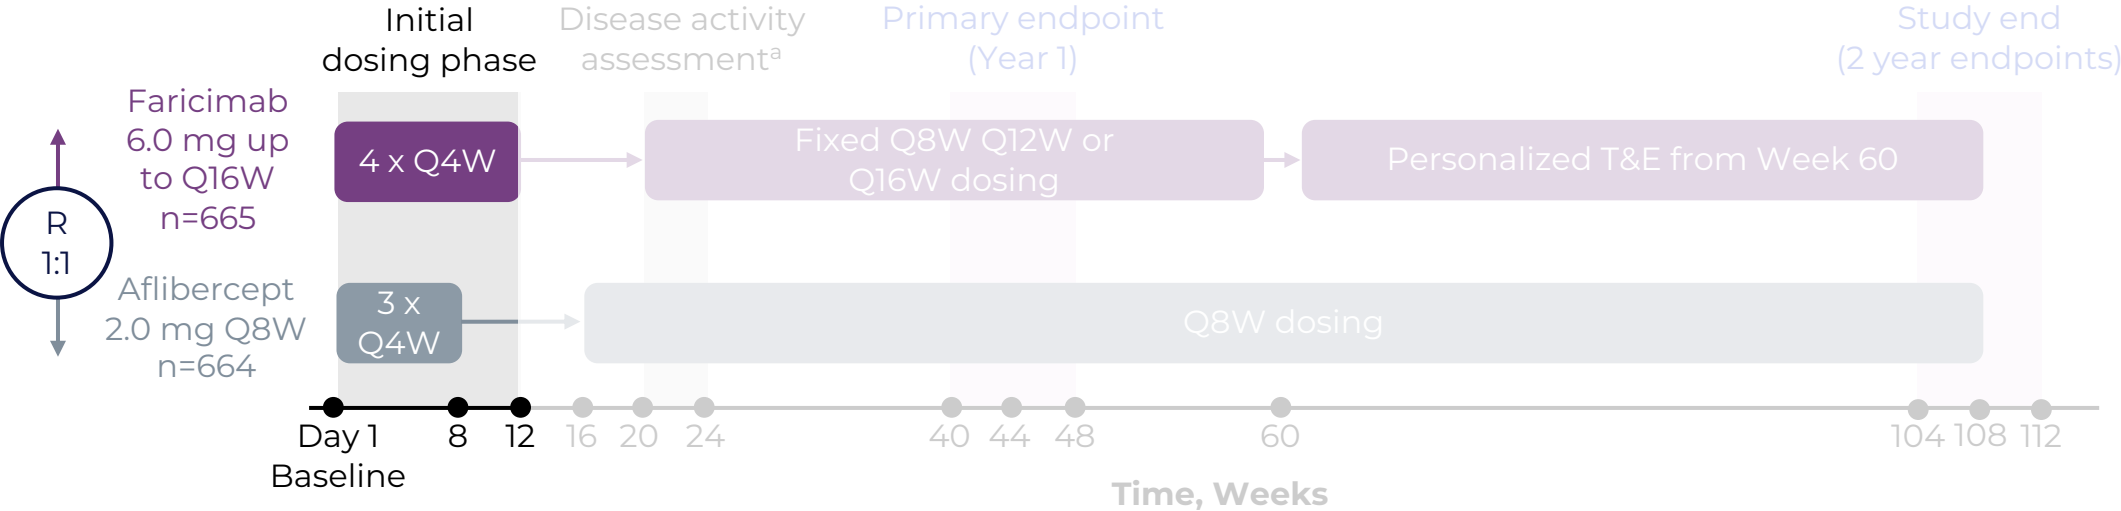 Initial
dosing phase
Disease activity
assessmentᵃ
Primary endpoint
(Year 1)
Study end
(2 year endpoints)
Faricimab
6.0 mg up
to Q16W
n=665
4 x Q4W
Fixed Q8W Q12W or
Q16W dosing
Personalized T&E from Week 60
R
1:1
Aflibercept
2.0 mg Q8W
n=664
3 x
Q4W
Q8W dosing
Day 1
Baseline
8
12
16
20
24
40
44
48
60
104
108
112
Time, Weeks